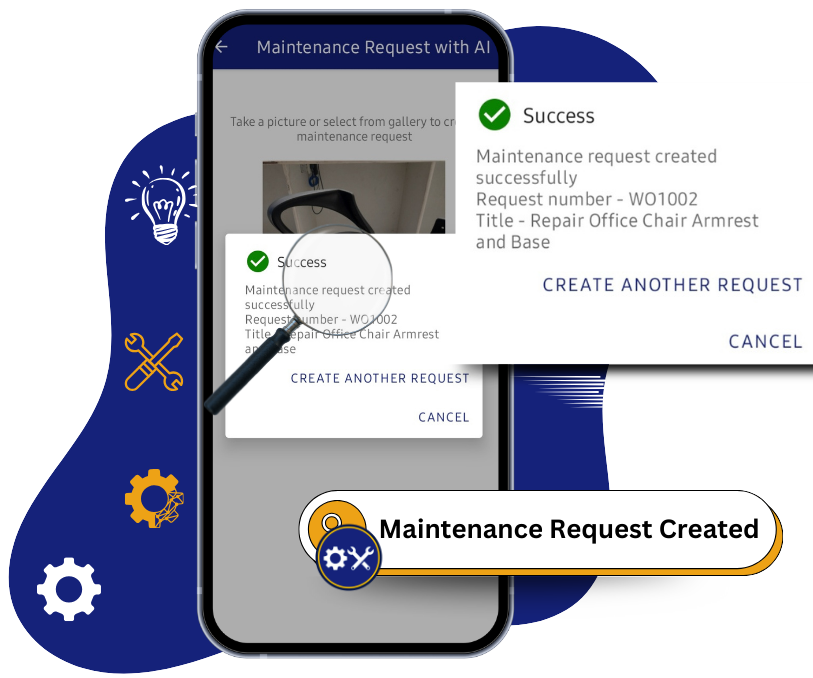 Maintenance Request with AI
Take a picture or select from gallery to
maintenance request
Success
Maintenance request created
successfully
Request number - WO1002
Title - Repair Office Chair Armrest
and Base
CREATE ANOTHER REQUEST
CANCEL
Success
Maintenance request created
successfully
Request number - WO1002
Title - Repair Office Chair Armrest
and Base
CREATE ANOTHER REQUEST
CANCEL
Maintenance Request Created